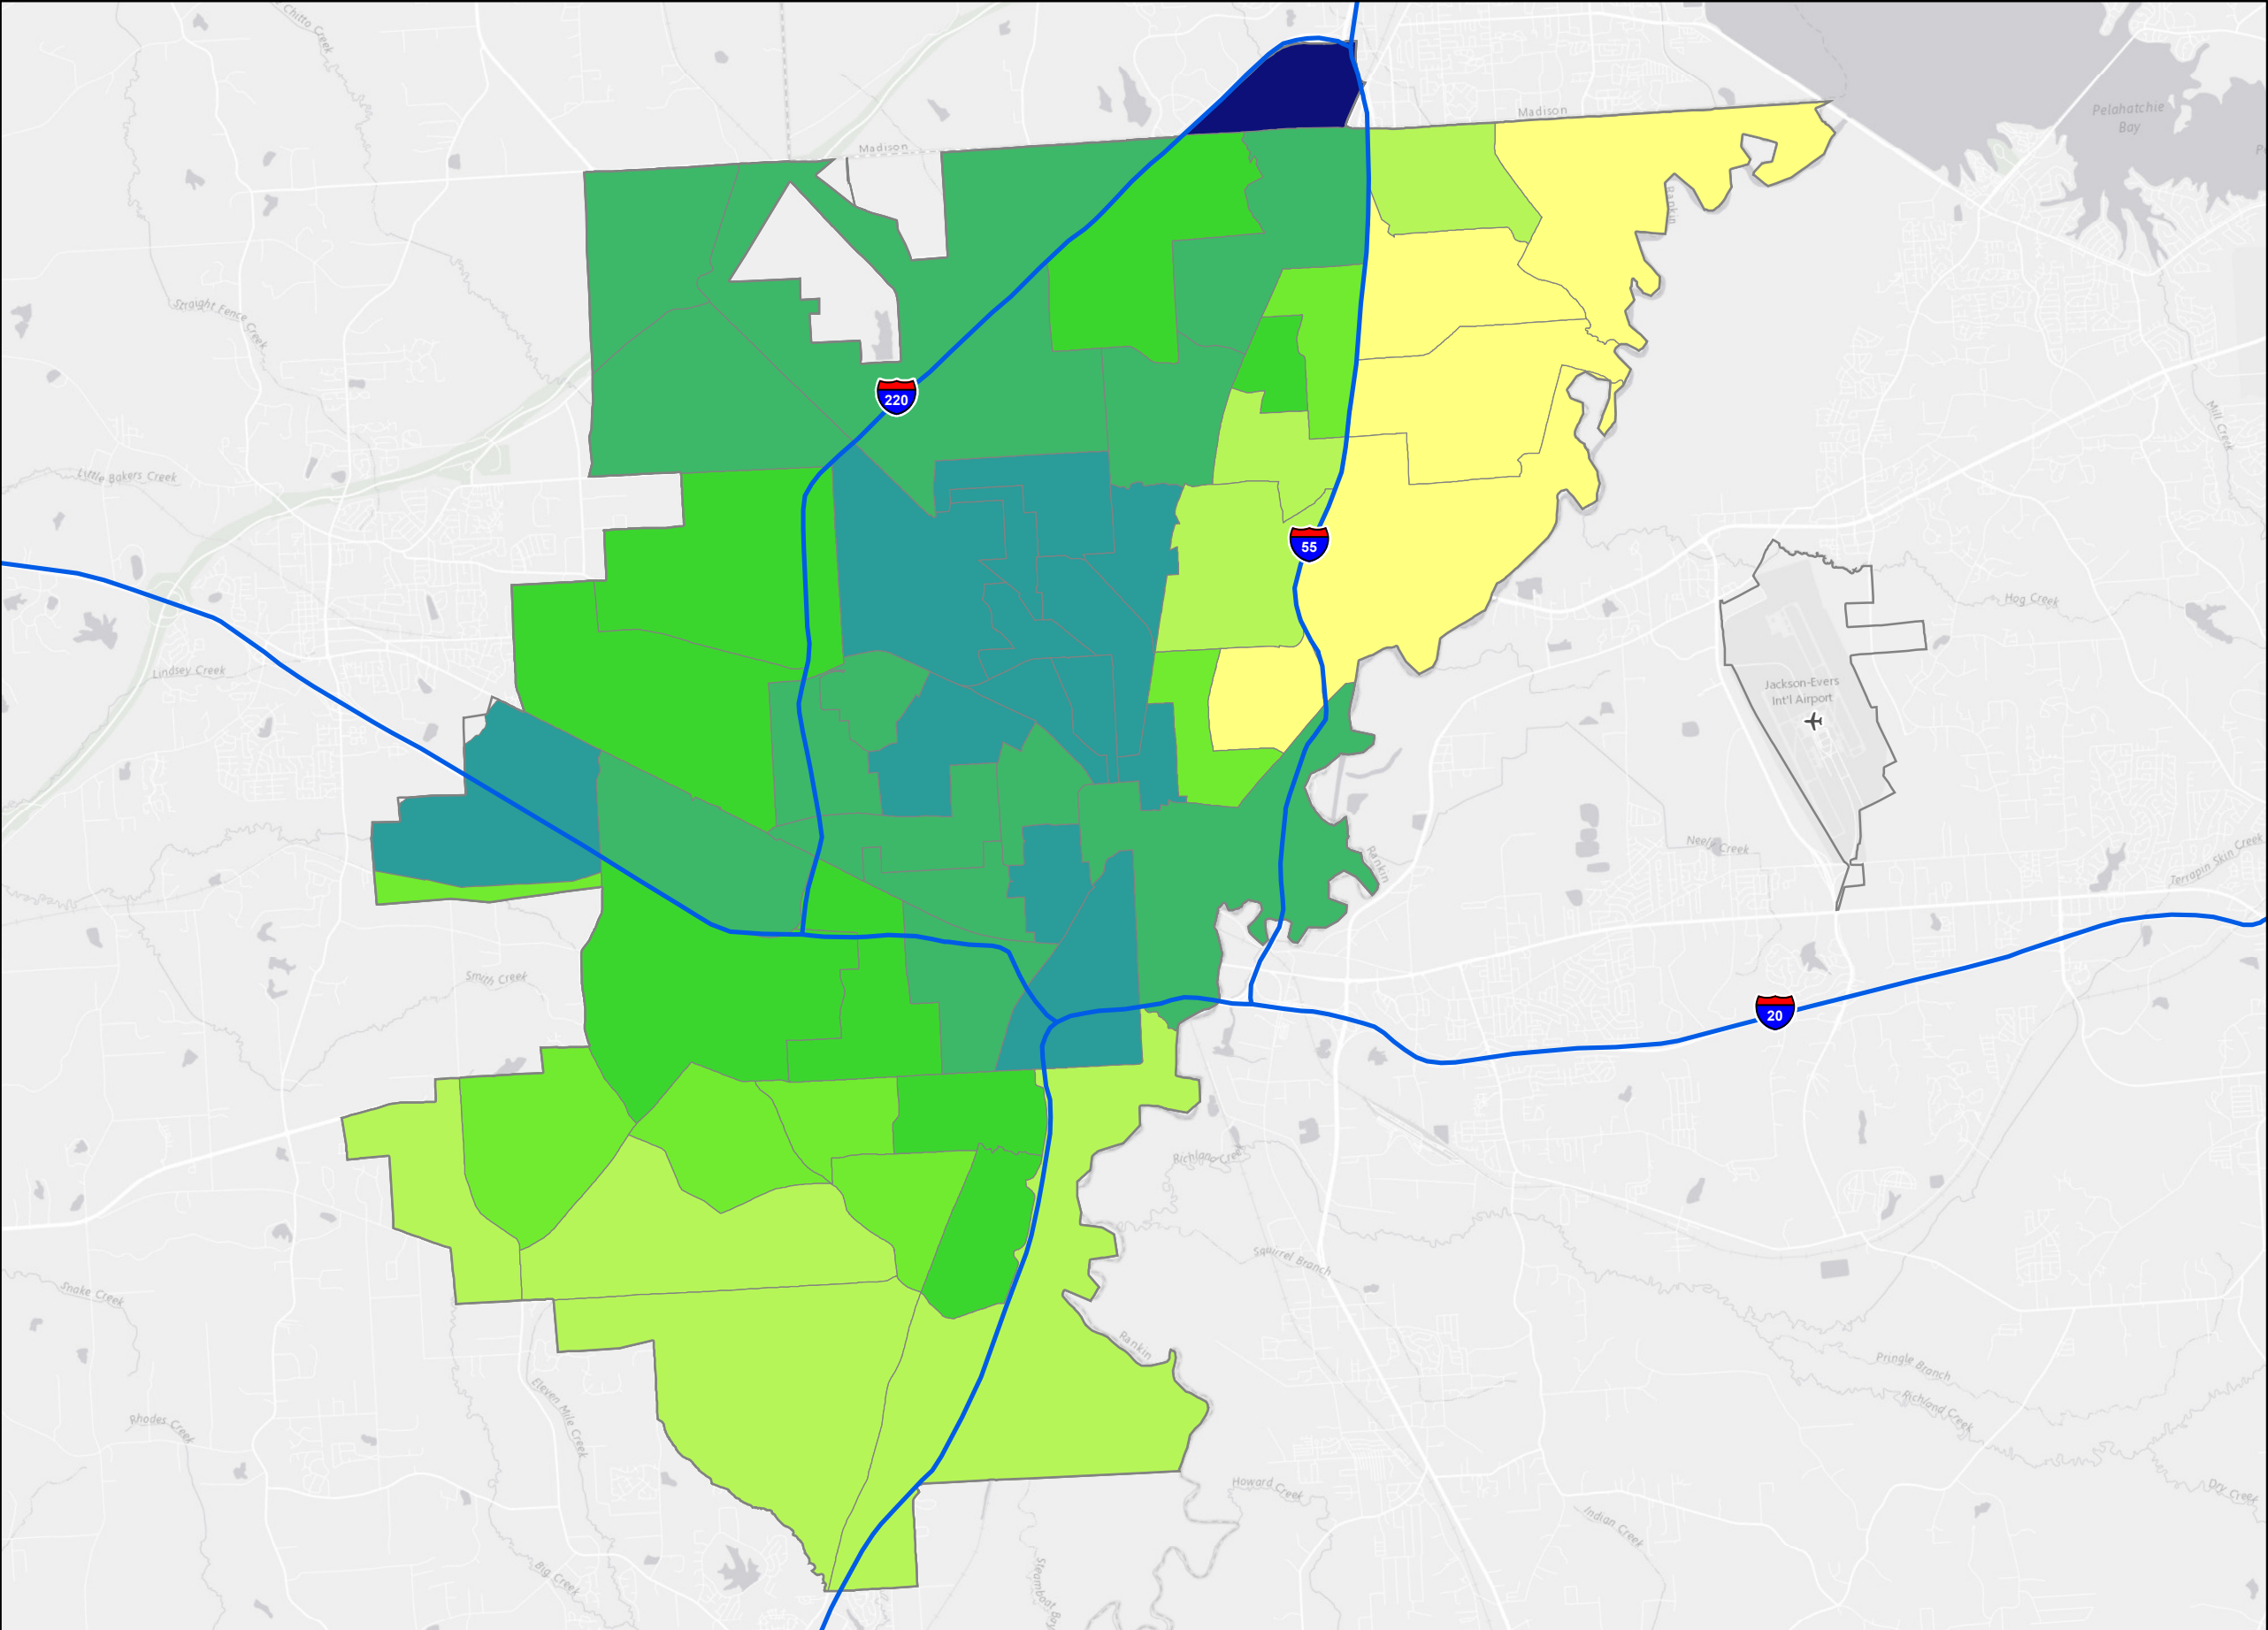 Chitto Creek
Madison
Pelahatchie
Bay
Madison
Rankin
Straight Fence Creek
220
Mill Creek
Little Bakers Creek
55
Hog Creek
Lindsey Creek
Jackson-Evers
Int'l Airport
Neely Creek
Rankin
Terrapin Skin Creek
Smith Creek
20
Richland Creek
Squirrel Branch
Snake Creek
Rankin
Pringle Branch
Richland Creek
Eleven Mile Creek
Rhodes Creek
Howard Creek
Dry Creek
Indian Creek
Big Creek